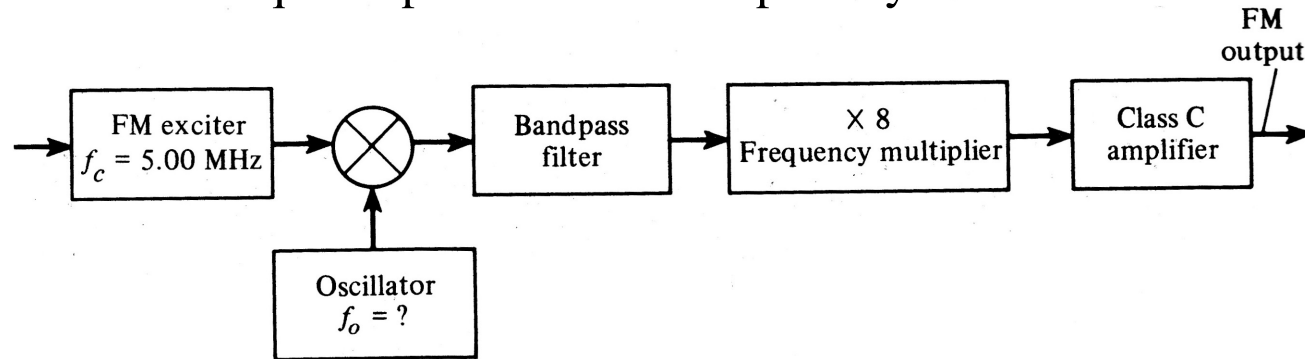 FM
output
FM exciter
f_c = 5.00 MHz
Bandpass
filter
× 8
Frequency multiplier
Class C
amplifier
Oscillator
f_o = ?